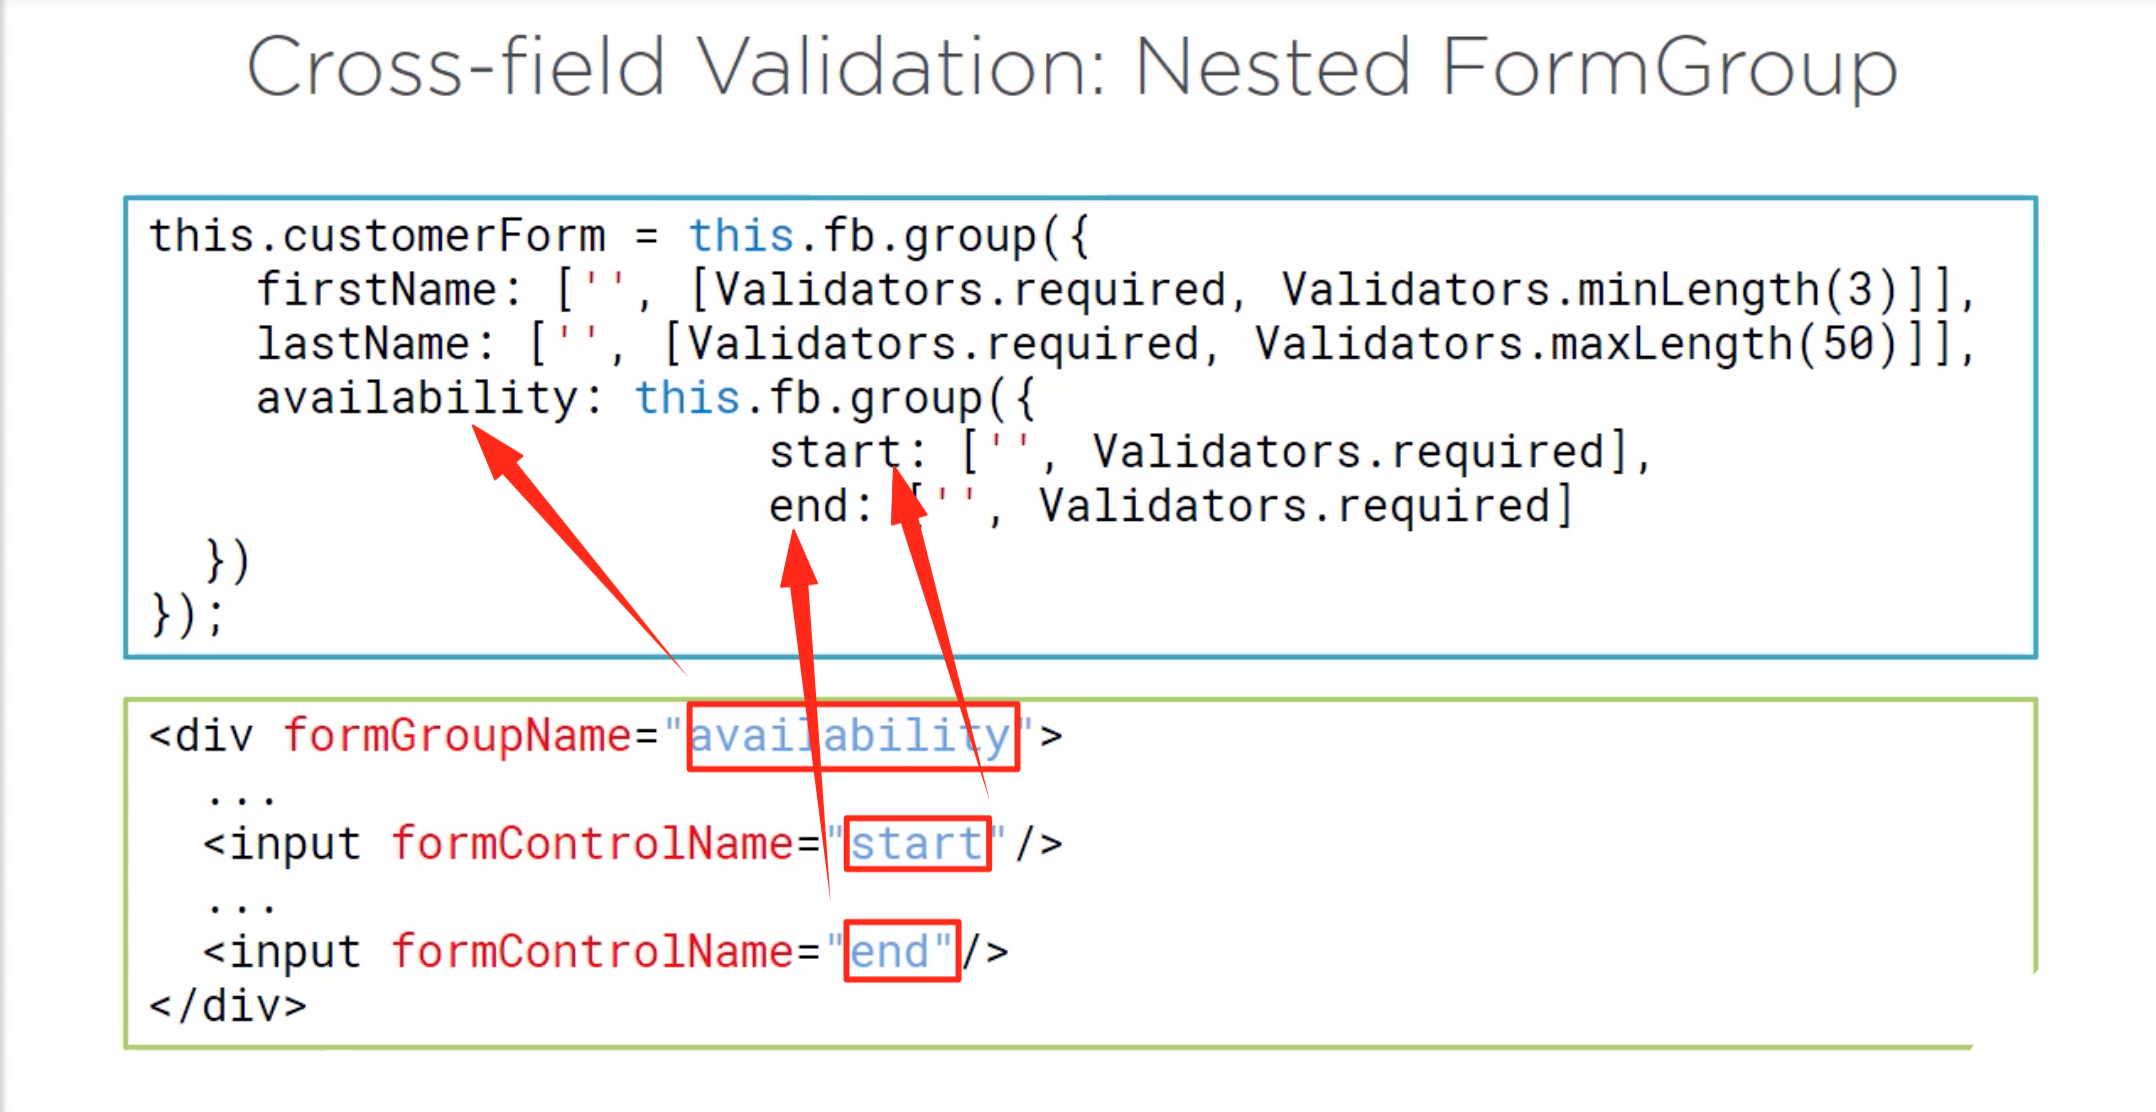 Cross-field Validation: Nested FormGroup
this.customerForm = this.fb.group({
firstName: ['', [Validators.required, Validators.minLength(3)]],
lastName: ['', [Validators.required, Validators.maxLength(50)]],
availability: this.fb.group({
start: ['', Validators.required],
end: ['', Validators.required]
})
});
<div formGroupName="availability">
...
<input formControlName="start"/>
...
<input formControlName="end"/>
</div>